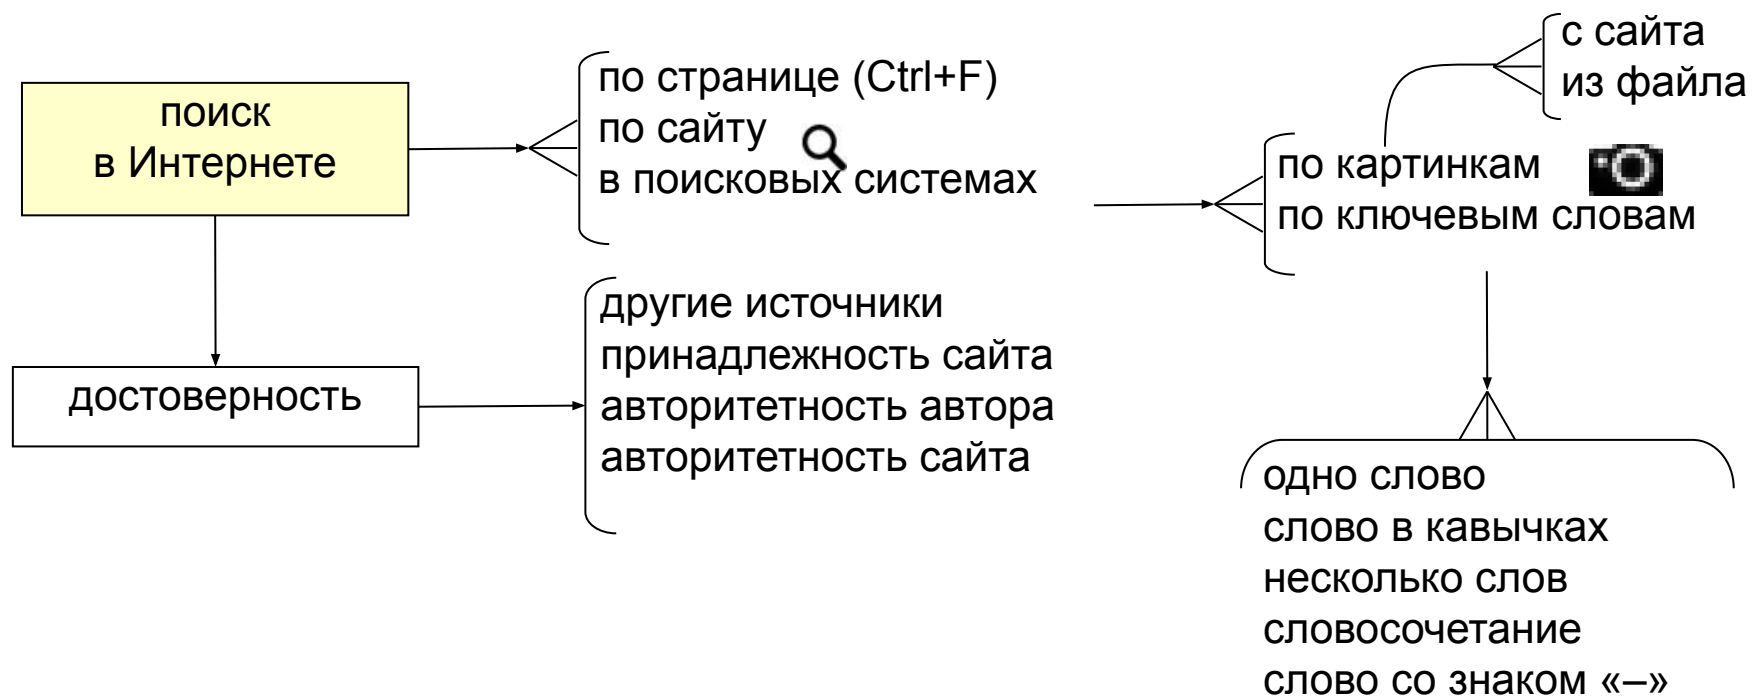 поиск
в Интернете
по странице (Ctrl+F)
по сайту
в поисковых системах
с сайта
из файла
по картинкам
по ключевым словам
достоверность
другие источники
принадлежность сайта
авторитетность автора
авторитетность сайта
одно слово
слово в кавычках
несколько слов
словосочетание
слово со знаком «–»